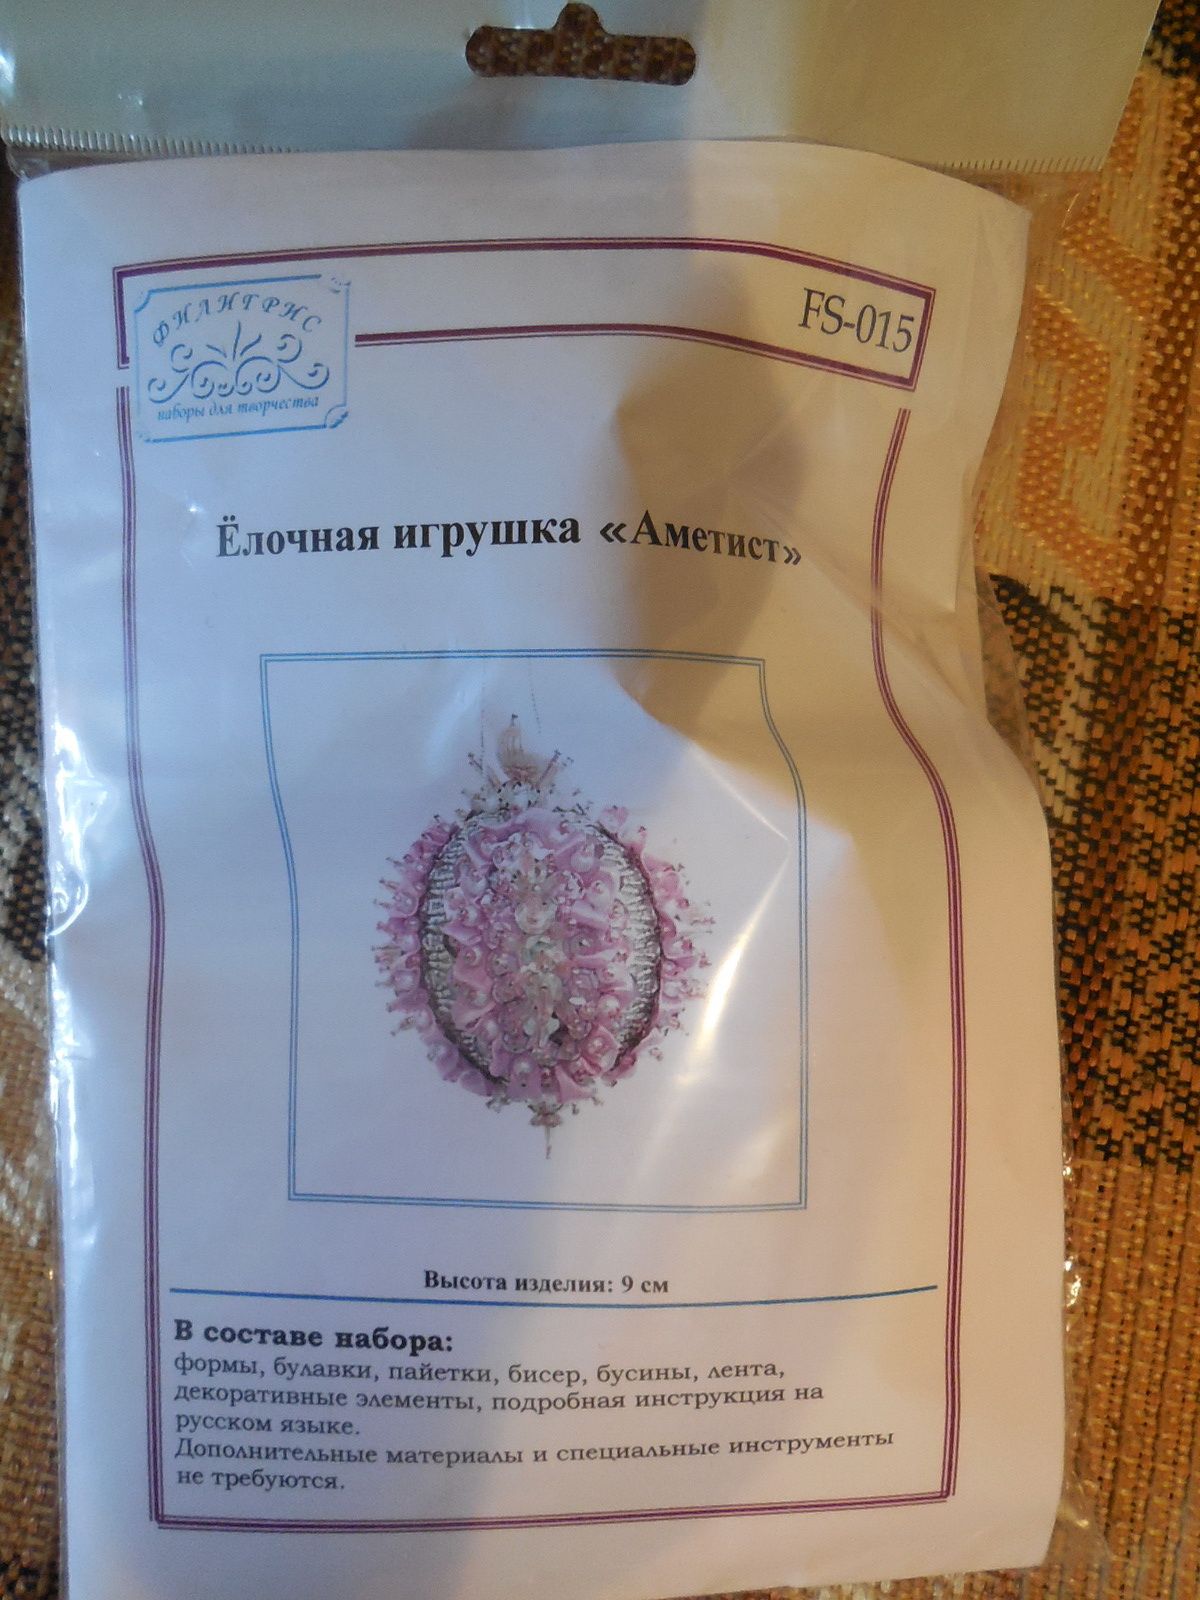 ФИЛИГРИС
наборы для творчества
FS-015
Ёлочная игрушка «Аметист»
Высота изделия: 9 см
В составе набора:
формы, булавки, пайетки, бисер, бусины, лента,
декоративные элементы, подробная инструкция на
русском языке.
Дополнительные материалы и специальные инструменты
не требуются.